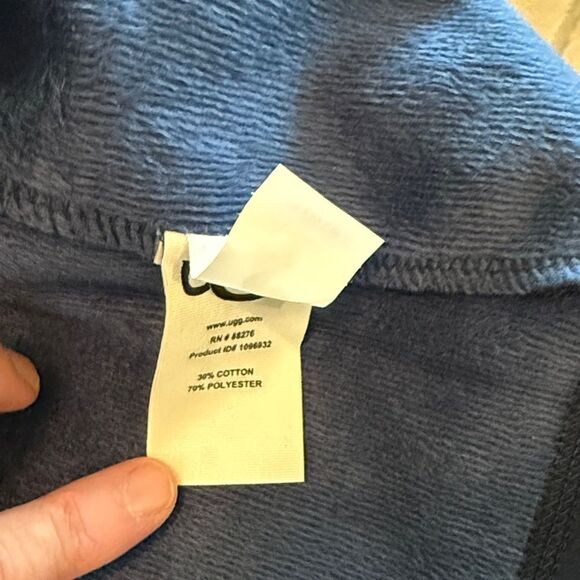 www.ugg.com
RN # 88276
Product ID# 1096932
30% COTTON
70% POLYESTER